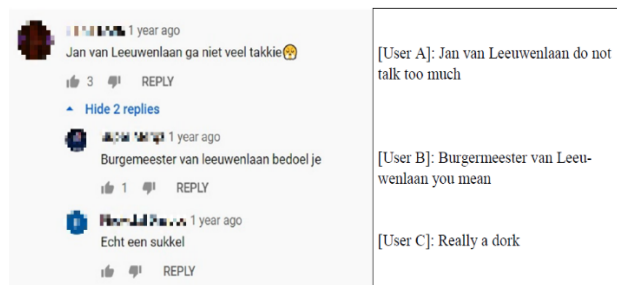 1 year ago
Jan van Leeuwenlaan ga niet veel takkie
3 REPLY
Hide 2 replies
1 year ago
Burgemeester van leeuwenlaan bedoel je
1 REPLY
1 year ago
Echt een sukkel
REPLY
[User A]: Jan van Leeuwenlaan do not
talk too much
[User B]: Burgermeester van Leeu-
wenlaan you mean
[User C]: Really a dork